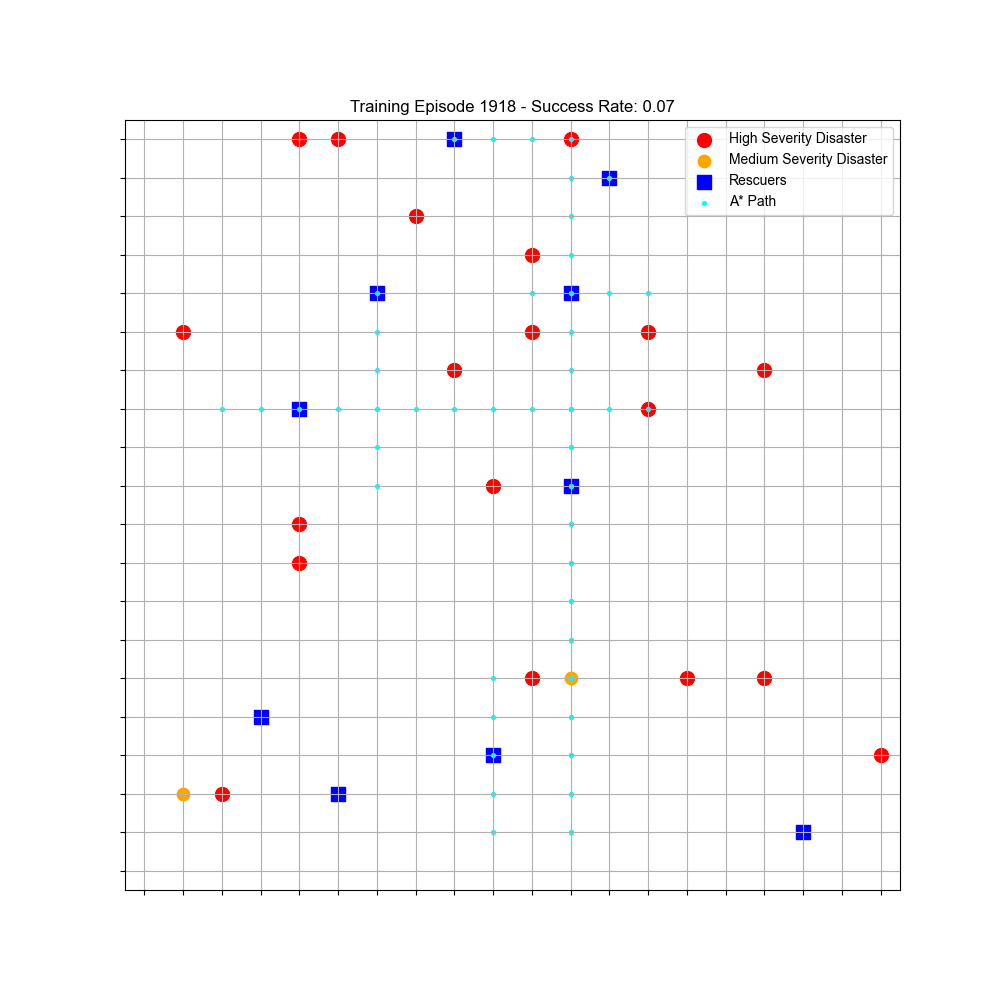 Training Episode 1918 - Success Rate: 0.07
High Severity Disaster
Medium Severity Disaster
Rescuers
A* Path